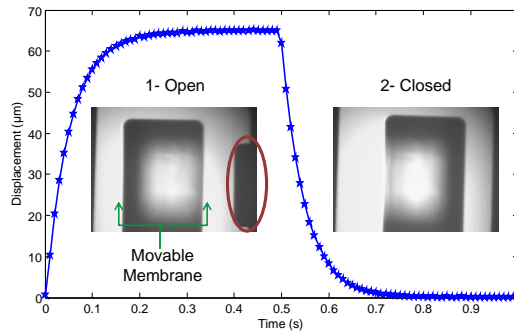 70
60
50
40
30
20
10
0
Displacement (µm)
1- Open
2- Closed
Movable
Membrane
0 0.1 0.2 0.3 0.4 0.5 0.6 0.7 0.8 0.9
Time (s)